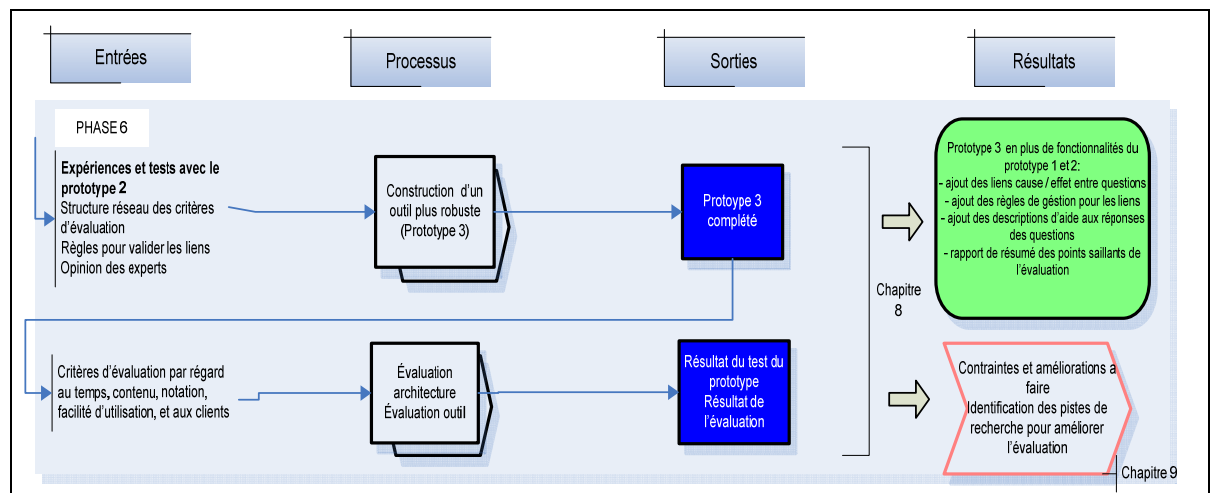 Entrées
Processus
Sorties
Résultats
PHASE 6
Expériences et tests avec le
prototype 2
Structure réseau des critères
d'évaluation
Règles pour valider les liens
Opinion des experts
Construction d'un
outil plus robuste
(Prototype 3)
Protoype 3
complété
Chapitre
8
Prototype 3 en plus de fonctionnalités du
prototype 1 et 2:
- ajout des liens cause / effet entre questions
- ajout des règles de géstion pour les liens
- ajout des descriptions d'aide aux réponses
des questions
- rapport de résumé des points saillants de
l'évaluation
Critères d'évaluation par régard
au temps, contenu, notation,
facilité d'utilisation, et aux clients
Évaluation
architecture
Évaluation outil
Résultat du test du
prototype
Résultat de
l'évaluation
Contraintes et améliorations a
faire
Identification des pistes de
recherche pour améliorer
l'évaluation
Chapitre 9